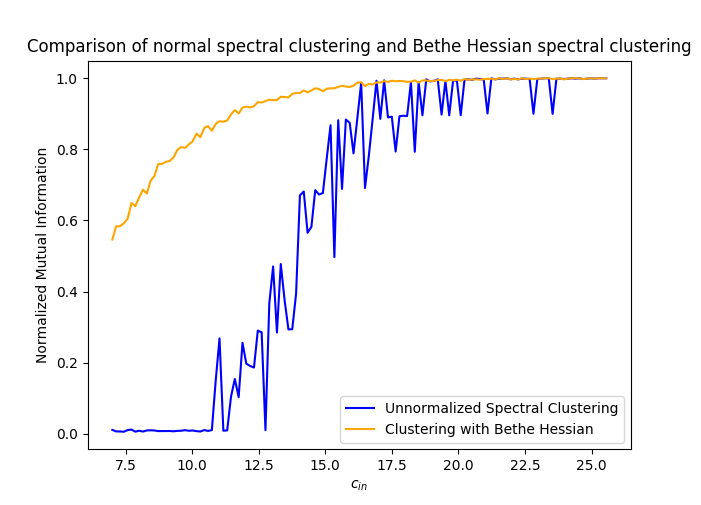 Comparison of normal spectral clustering and Bethe Hessian spectral clustering
Normalized Mutual Information
1.0
0.8
0.6
0.4
0.2
0.0
Unnormalized Spectral Clustering
Clustering with Bethe Hessian
7.5 10.0 12.5 15.0 17.5 20.0 22.5 25.0
c_in